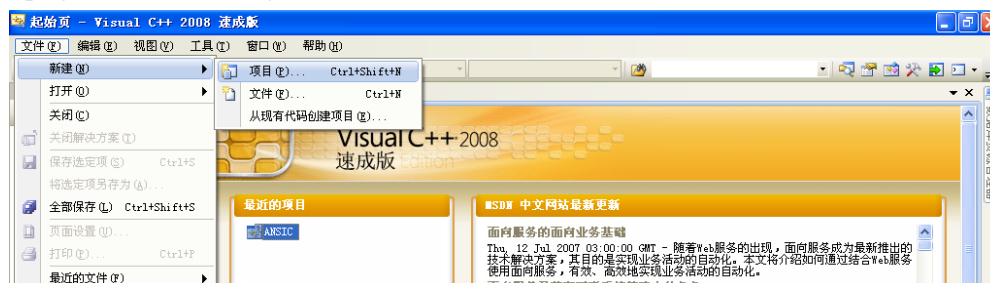 起始页 - Visual C++ 2008 速成版
文件(F) 编辑(E) 视图(V) 工具(T) 窗口(W) 帮助(H)
新建(N)
项目(P)... Ctrl+Shift+N
打开(O)
文件(F)... Ctrl+N
关闭(C)
从现有代码创建项目(E)...
关闭解决方案(T)
Visual C++ 2008
速成版
保存选定项(S) Ctrl+S
将选定项另存为(A)...
全部保存(L) Ctrl+Shift+S
最近的项目
MSDN 中文网站最新更新
页面设置(U)...
ANSIC
面向服务的面向业务基础
打印(P)... Ctrl+P
Thu, 12 Jul 2007 03:00:00 GMT - 随着Web服务的出现，面向服务成为最新推出的
技术解决方案，其目的是实现业务活动的自动化。本文将介绍如何通过结合Web服务
使用面向服务，有效、高效地实现业务活动的自动化。
最近的文件(F)